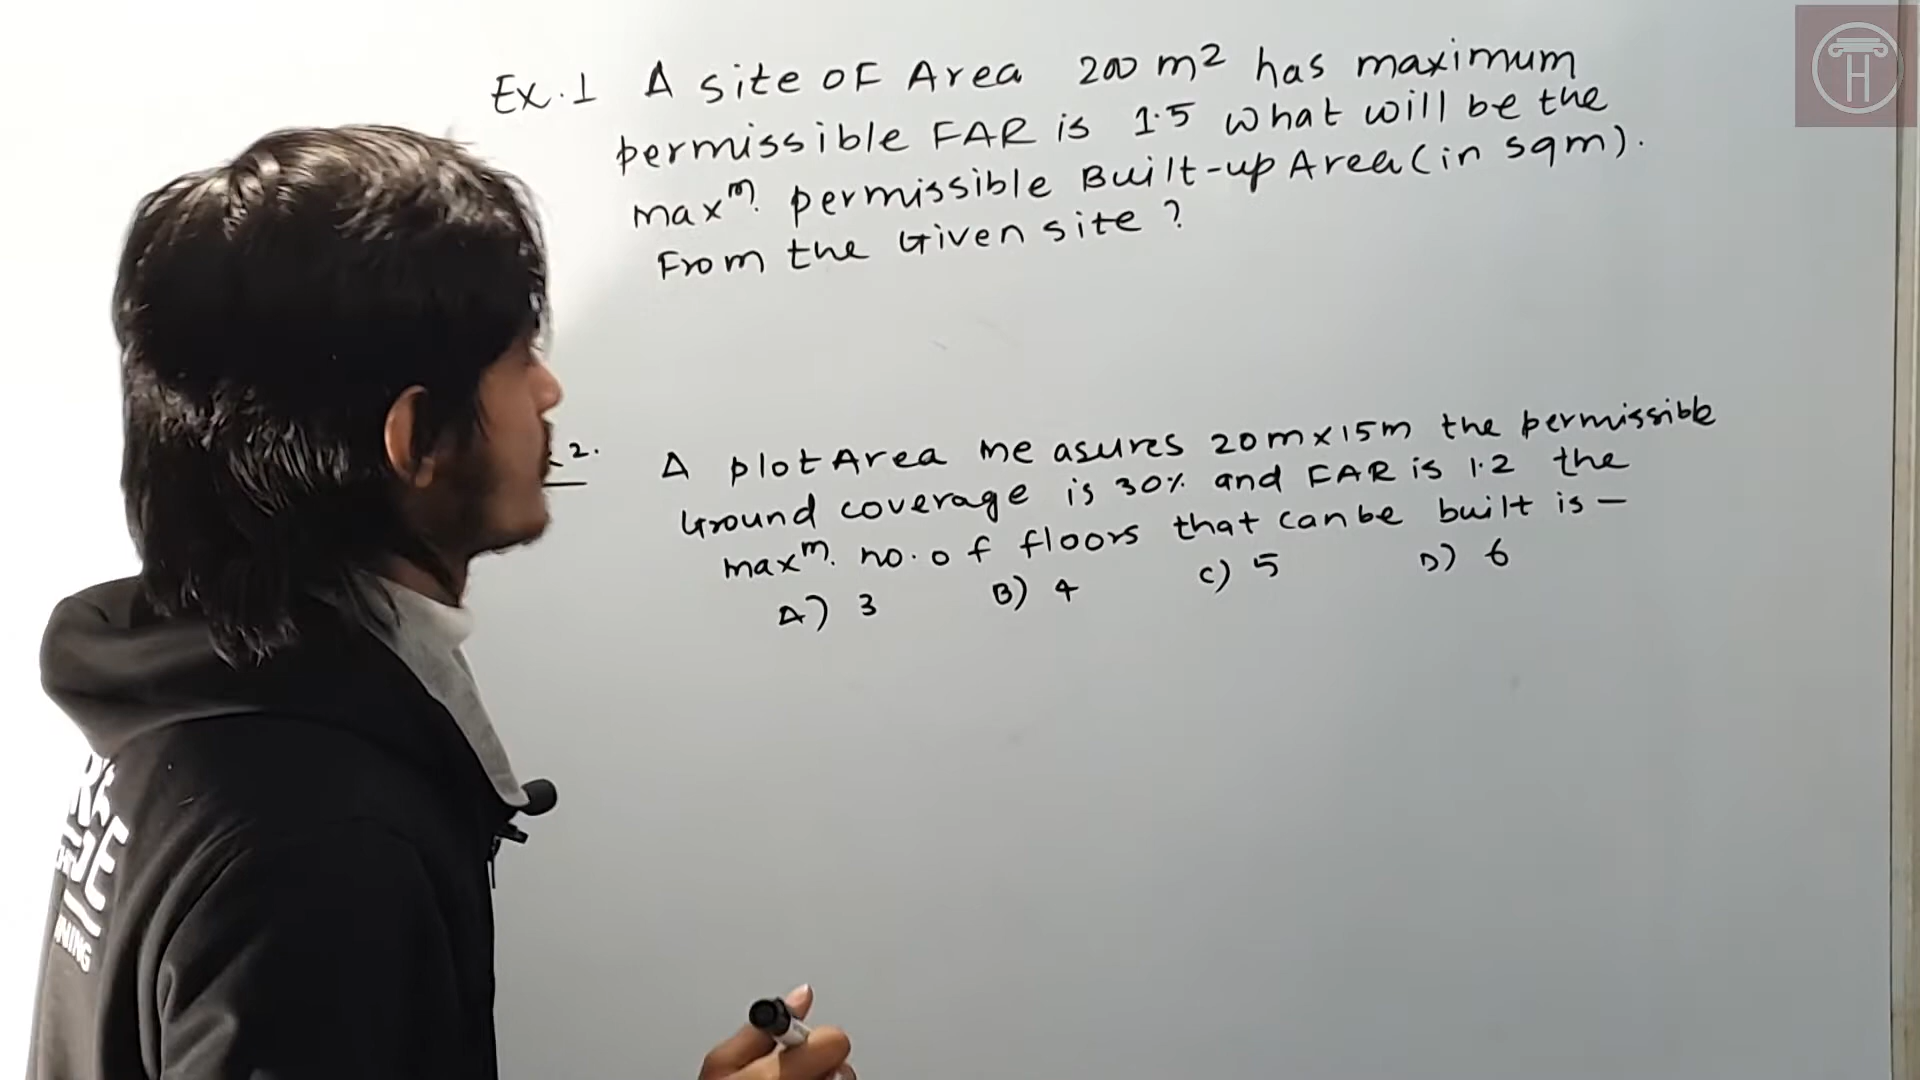 Ex.1 A site OF Area 200 m² has maximum
permissible FAR is 1.5 what will be the
maxᵐ. permissible Built-up Area (in sqm).
From the Given site ?
2.
A plot Area measures 20m×15m the permissible
Ground coverage is 30% and FAR is 1.2 the
maxᵐ. no. of floors that can be built is –
A) 3 B) 4 C) 5 D) 6
H